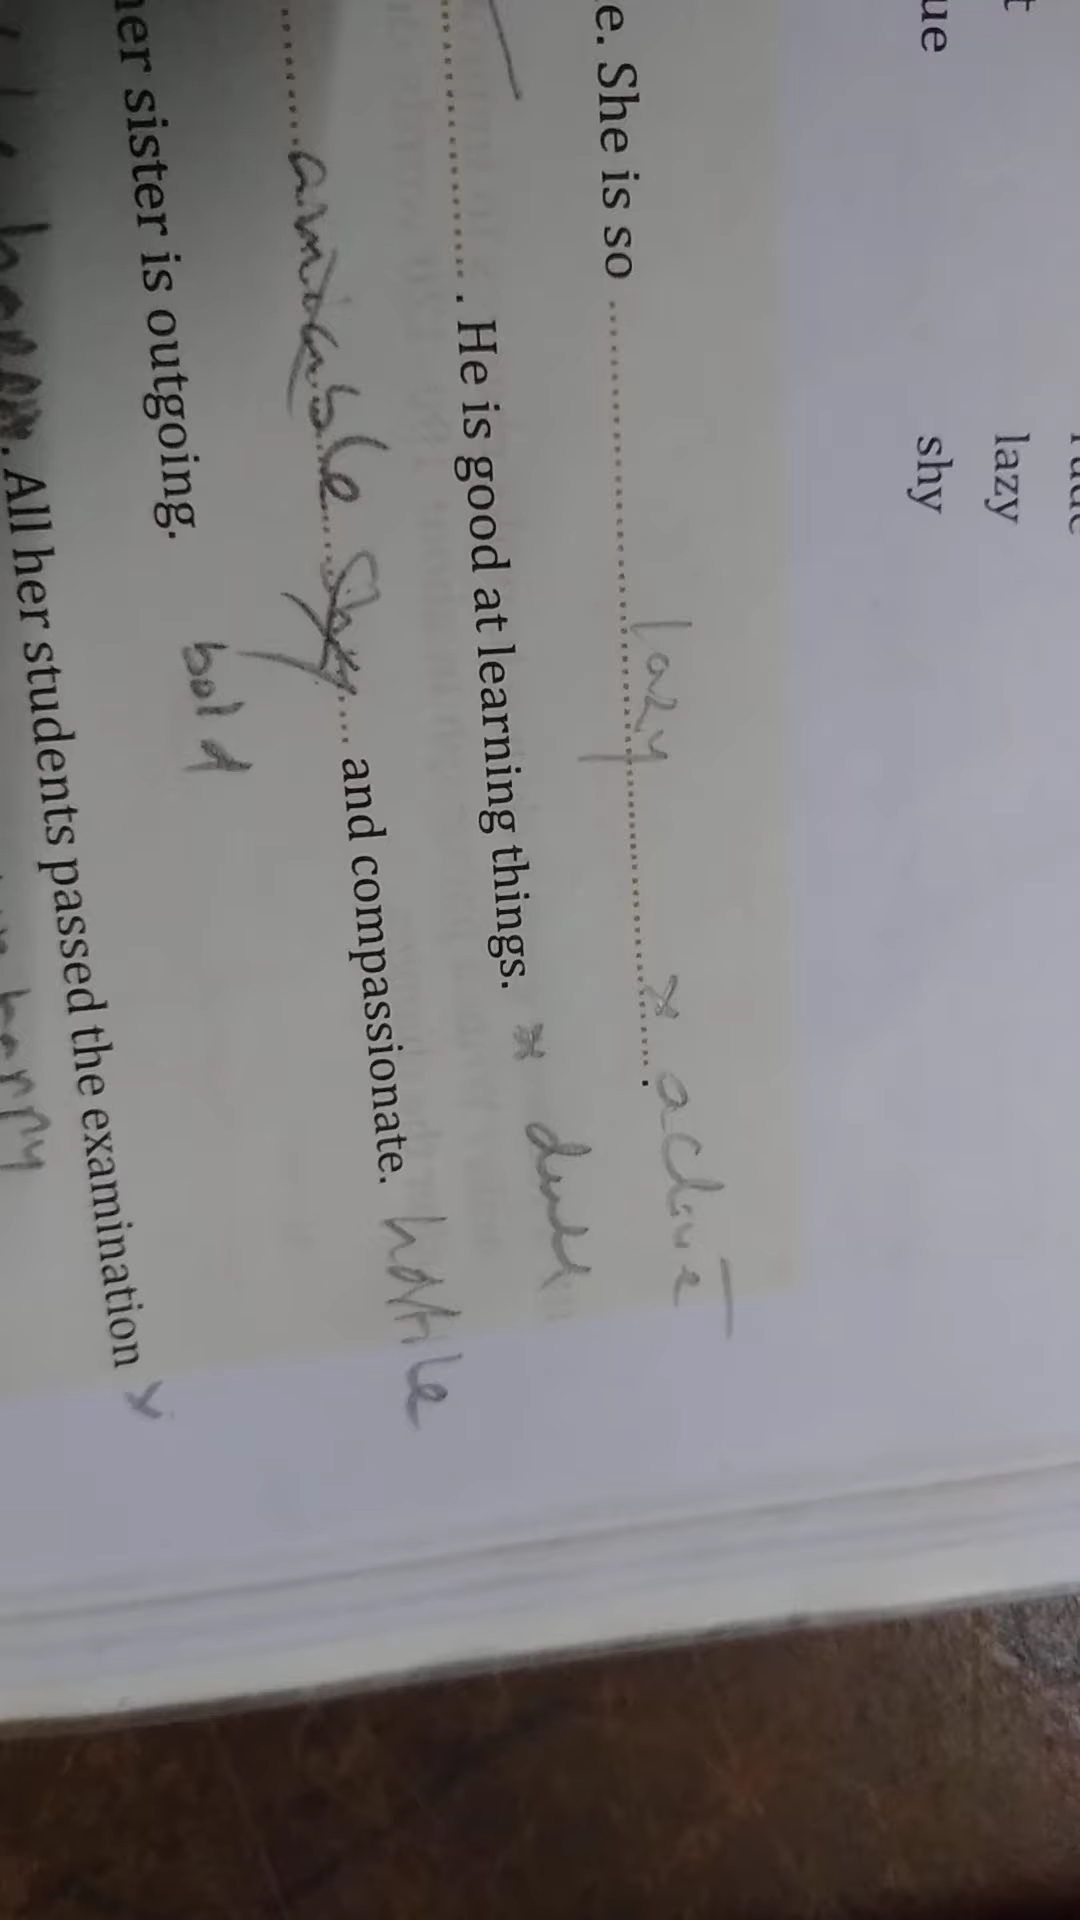 lazy
shy
e. She is so .............. lazy .............. x active
.............. . He is good at learning things. x
.............. amicable shy .... and compassionate. hostile
her sister is outgoing. bold
. All her students passed the examination x